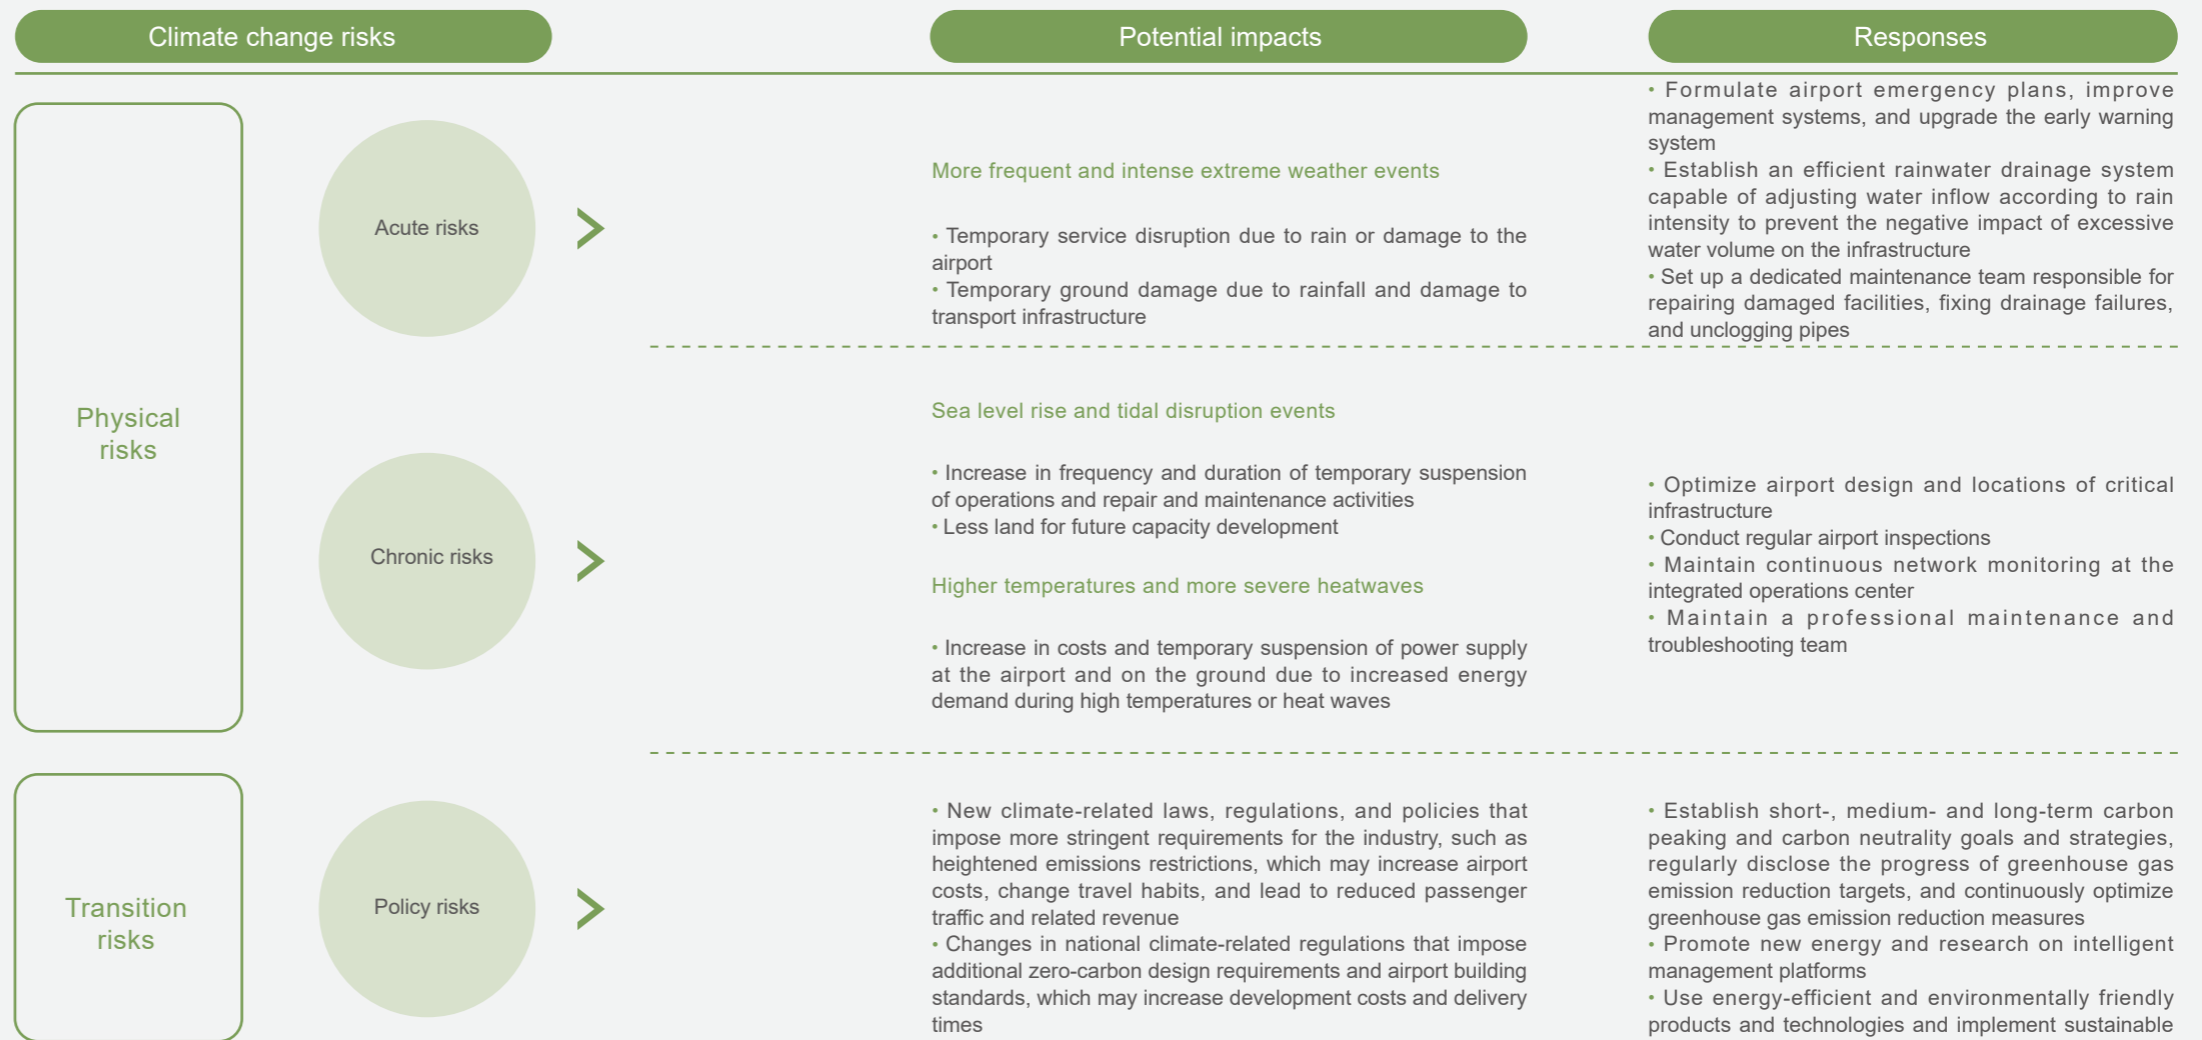 Climate change risks
Potential impacts
Responses
Physical
risks
Acute risks
More frequent and intense extreme weather events
• Temporary service disruption due to rain or damage to the
airport
• Temporary ground damage due to rainfall and damage to
transport infrastructure
• Formulate airport emergency plans, improve
management systems, and upgrade the early warning
system
• Establish an efficient rainwater drainage system
capable of adjusting water inflow according to rain
intensity to prevent the negative impact of excessive
water volume on the infrastructure
• Set up a dedicated maintenance team responsible for
repairing damaged facilities, fixing drainage failures,
and unclogging pipes
Chronic risks
Sea level rise and tidal disruption events
• Increase in frequency and duration of temporary suspension
of operations and repair and maintenance activities
• Less land for future capacity development
Higher temperatures and more severe heatwaves
• Increase in costs and temporary suspension of power supply
at the airport and on the ground due to increased energy
demand during high temperatures or heat waves
• Optimize airport design and locations of critical
infrastructure
• Conduct regular airport inspections
• Maintain continuous network monitoring at the
integrated operations center
• Maintain a professional maintenance and
troubleshooting team
Transition
risks
Policy risks
• New climate-related laws, regulations, and policies that
impose more stringent requirements for the industry, such as
heightened emissions restrictions, which may increase airport
costs, change travel habits, and lead to reduced passenger
traffic and related revenue
• Changes in national climate-related regulations that impose
additional zero-carbon design requirements and airport building
standards, which may increase development costs and delivery
times
• Establish short-, medium- and long-term carbon
peaking and carbon neutrality goals and strategies,
regularly disclose the progress of greenhouse gas
emission reduction targets, and continuously optimize
greenhouse gas emission reduction measures
• Promote new energy and research on intelligent
management platforms
• Use energy-efficient and environmentally friendly
products and technologies and implement sustainable